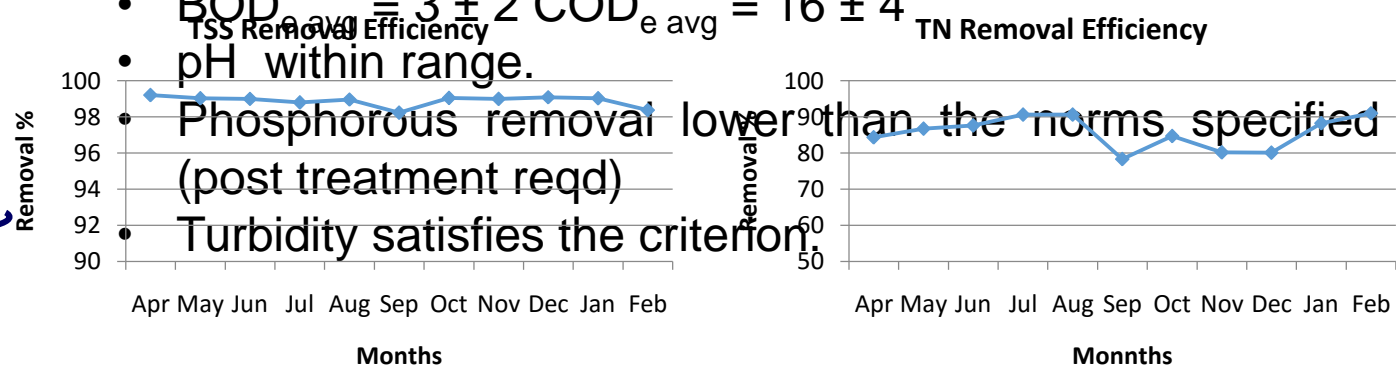 • BOD e avg = 3 ± 2 COD e avg = 16 ± 4
• pH within range.
• Phosphorous removal lower than the norms specified
(post treatment reqd)
• Turbidity satisfies the criterion.
TSS Removal Efficiency
Removal %
100
98
96
94
92
90
Apr May Jun Jul Aug Sep Oct Nov Dec Jan Feb
Months
TN Removal Efficiency
Removal %
100
90
80
70
60
50
Apr May Jun Jul Aug Sep Oct Nov Dec Jan Feb
Monnths